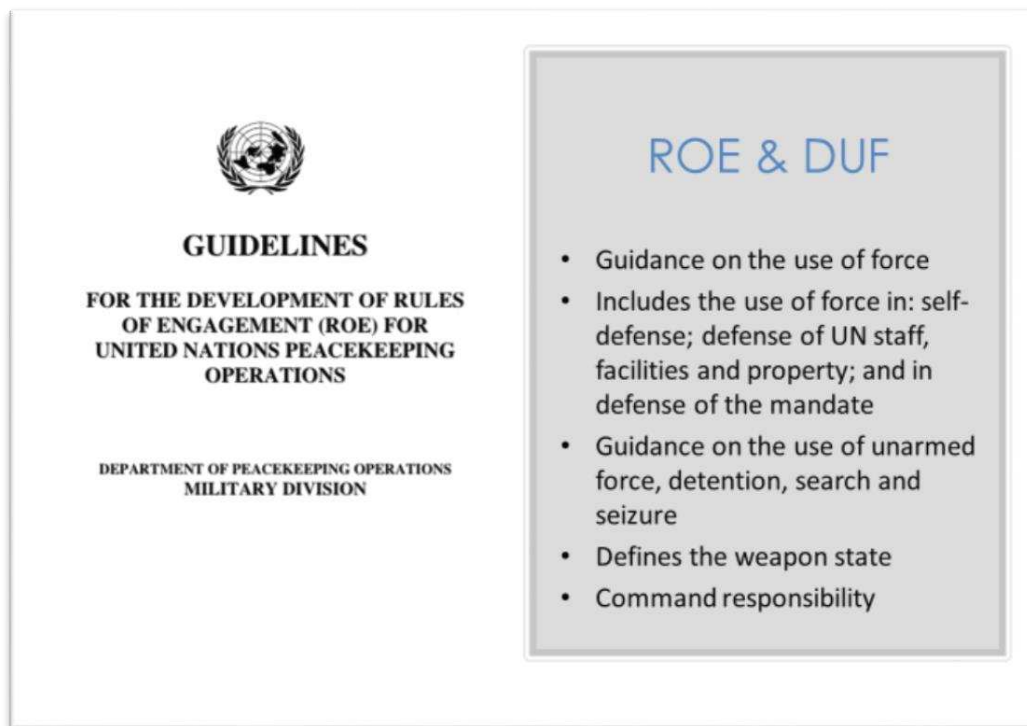 GUIDELINES
FOR THE DEVELOPMENT OF RULES
OF ENGAGEMENT (ROE) FOR
UNITED NATIONS PEACEKEEPING
OPERATIONS
DEPARTMENT OF PEACEKEEPING OPERATIONS
MILITARY DIVISION
ROE & DUF
• Guidance on the use of force
• Includes the use of force in: self-
defense; defense of UN staff,
facilities and property; and in
defense of the mandate
• Guidance on the use of unarmed
force, detention, search and
seizure
• Defines the weapon state
• Command responsibility